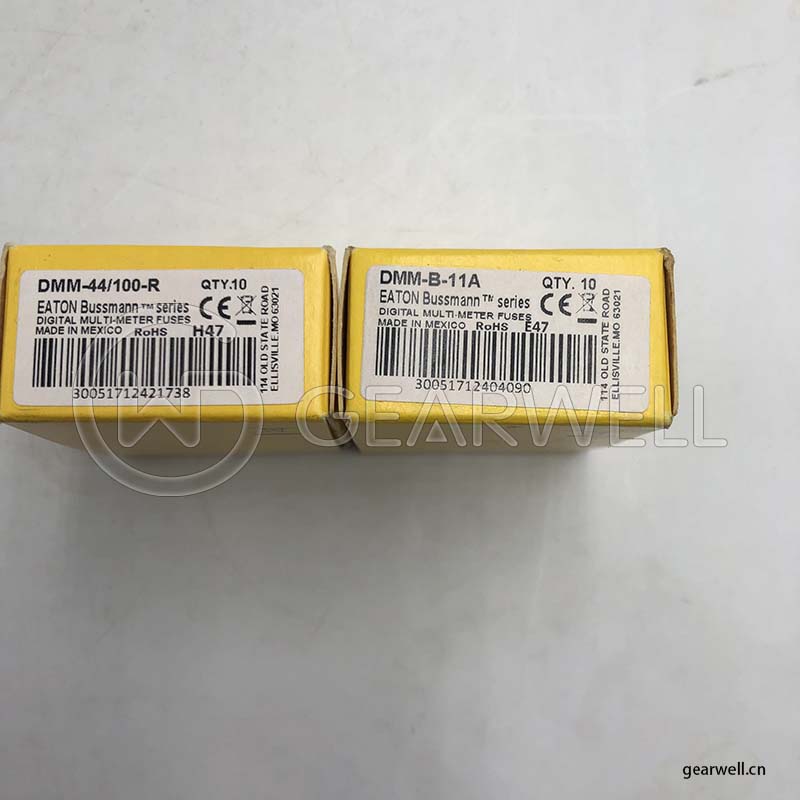 DMM-44/100-R QTY.10
EATON Bussmann™ series CE
DIGITAL MULTI-METER FUSES
MADE IN MEXICO RoHS H47
30051712421738
114 OLD STATE ROAD
ELLISVILLE.MO 63021
DMM-B-11A QTY. 10
EATON Bussmann™ series CE
DIGITAL MULTI-METER FUSES
MADE IN MEXICO RoHS E47
30051712404090
114 OLD STATE ROAD
ELLISVILLE.MO 63021
GEARWELL
gearwell.cn